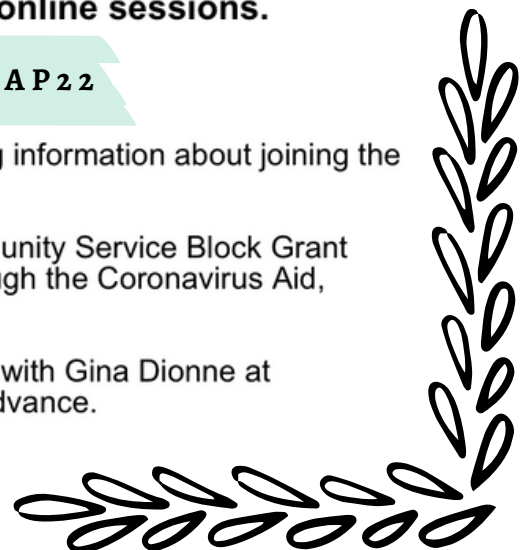 online sessions.
AP22
information about joining the
unity Service Block Grant
ugh the Coronavirus Aid,
with Gina Dionne at
dvance.